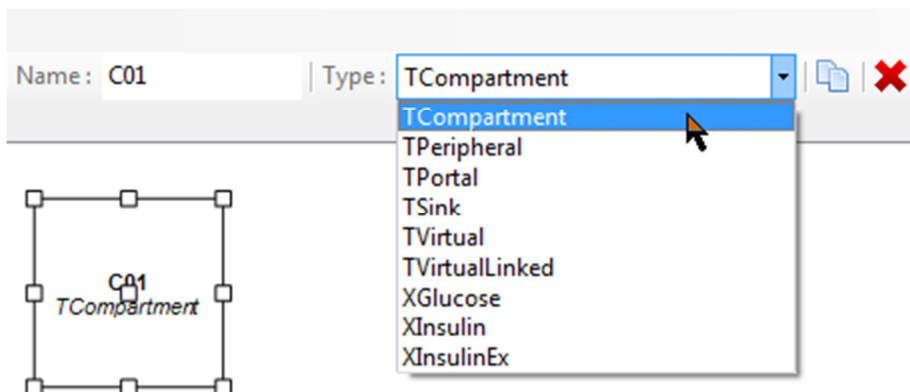 Name: C01 Type: TCompartment
TCompartment
TPeripheral
TPortal
TSink
TVirtual
TVirtualLinked
XGlucose
XInsulin
XInsulinEx
C01
TCompartment